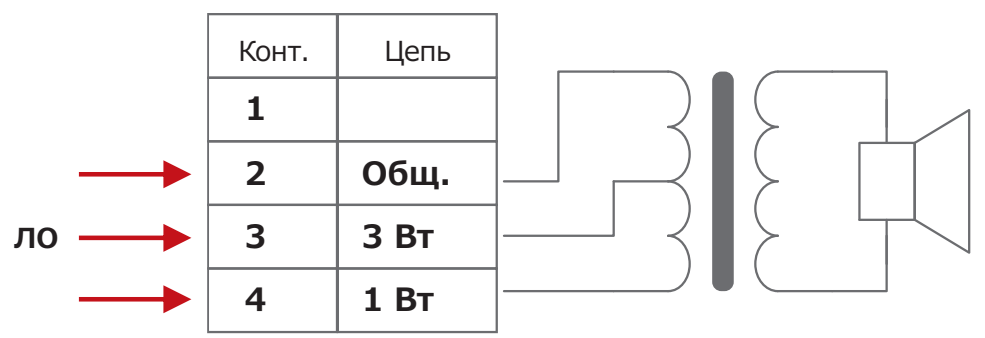 Конт. Цепь
1
2 Общ.
ЛО 3 3 Вт
4 1 Вт